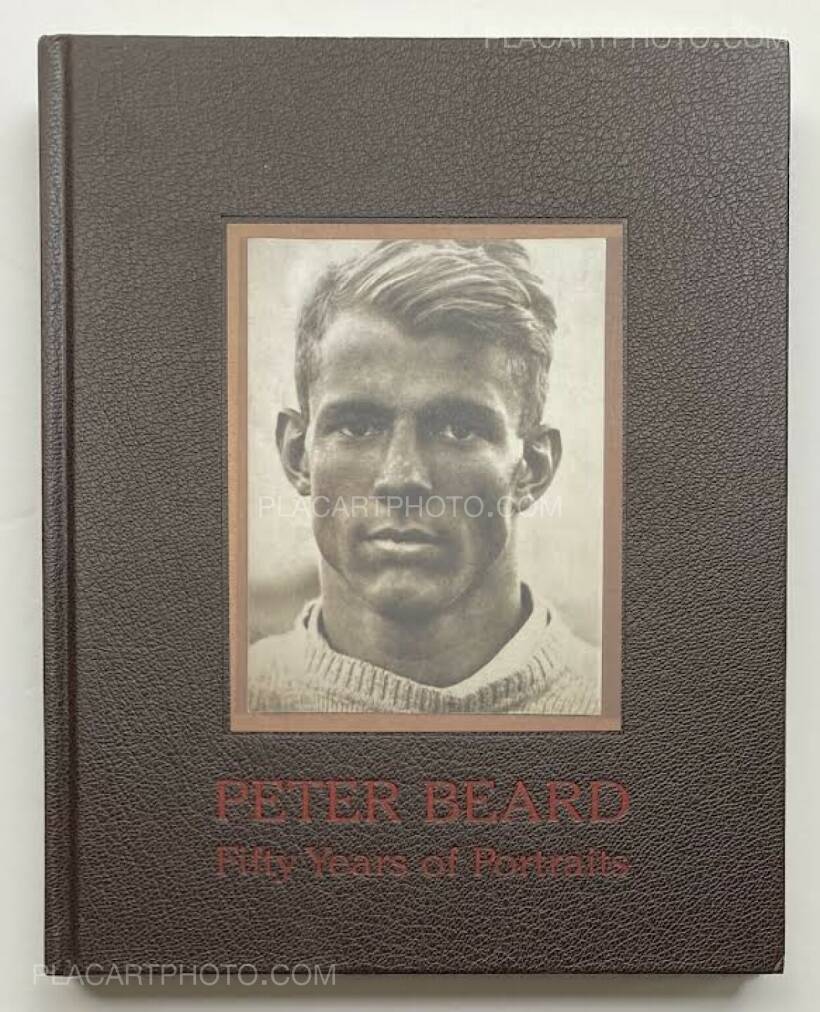 PLACARTPHOTO.COM
PLACARTPHOTO.COM
PETER BEARD
Fifty Years of Portraits
PLACARTPHOTO.COM